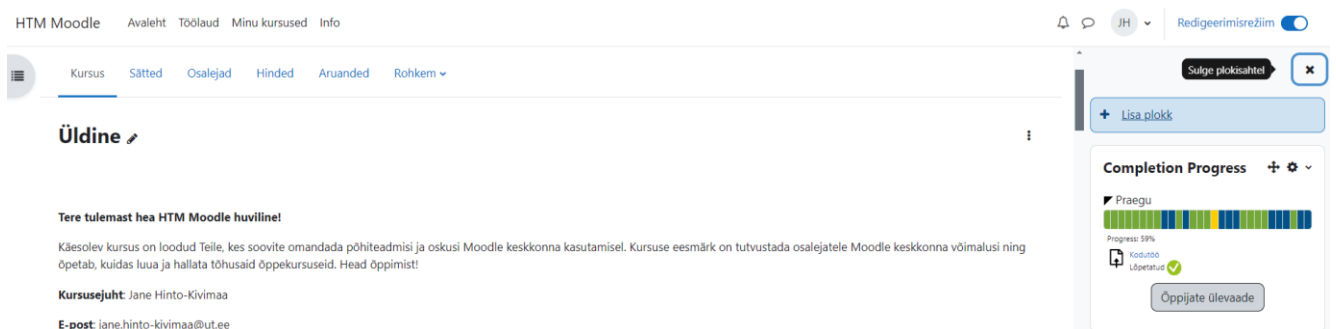 HTM Moodle Avaleht Töölaud Minu kursused Info JH Redigeerimisrežiim
Kursus Sätted Osalejad Hinded Aruanded Rohkem
Sulge plokisahtel
+ Lisa plokk
Üldine
Completion Progress
Praegu
Progress: 59%
Kodutöö
Lõpetatud
Õppijate ülevaade
Tere tulemast hea HTM Moodle huviline!
Käesolev kursus on loodud Teile, kes soovite omandada põhiteadmisi ja oskusi Moodle keskkonna kasutamisel. Kursuse eesmärk on tutvustada osalejatele Moodle keskkonna võimalusi ning
õpetab, kuidas luua ja hallata tõhusaid õppekursuseid. Head õppimist!
Kursusejuht: Jane Hinto-Kivimaa
E-post: jane.hinto-kivimaa@ut.ee